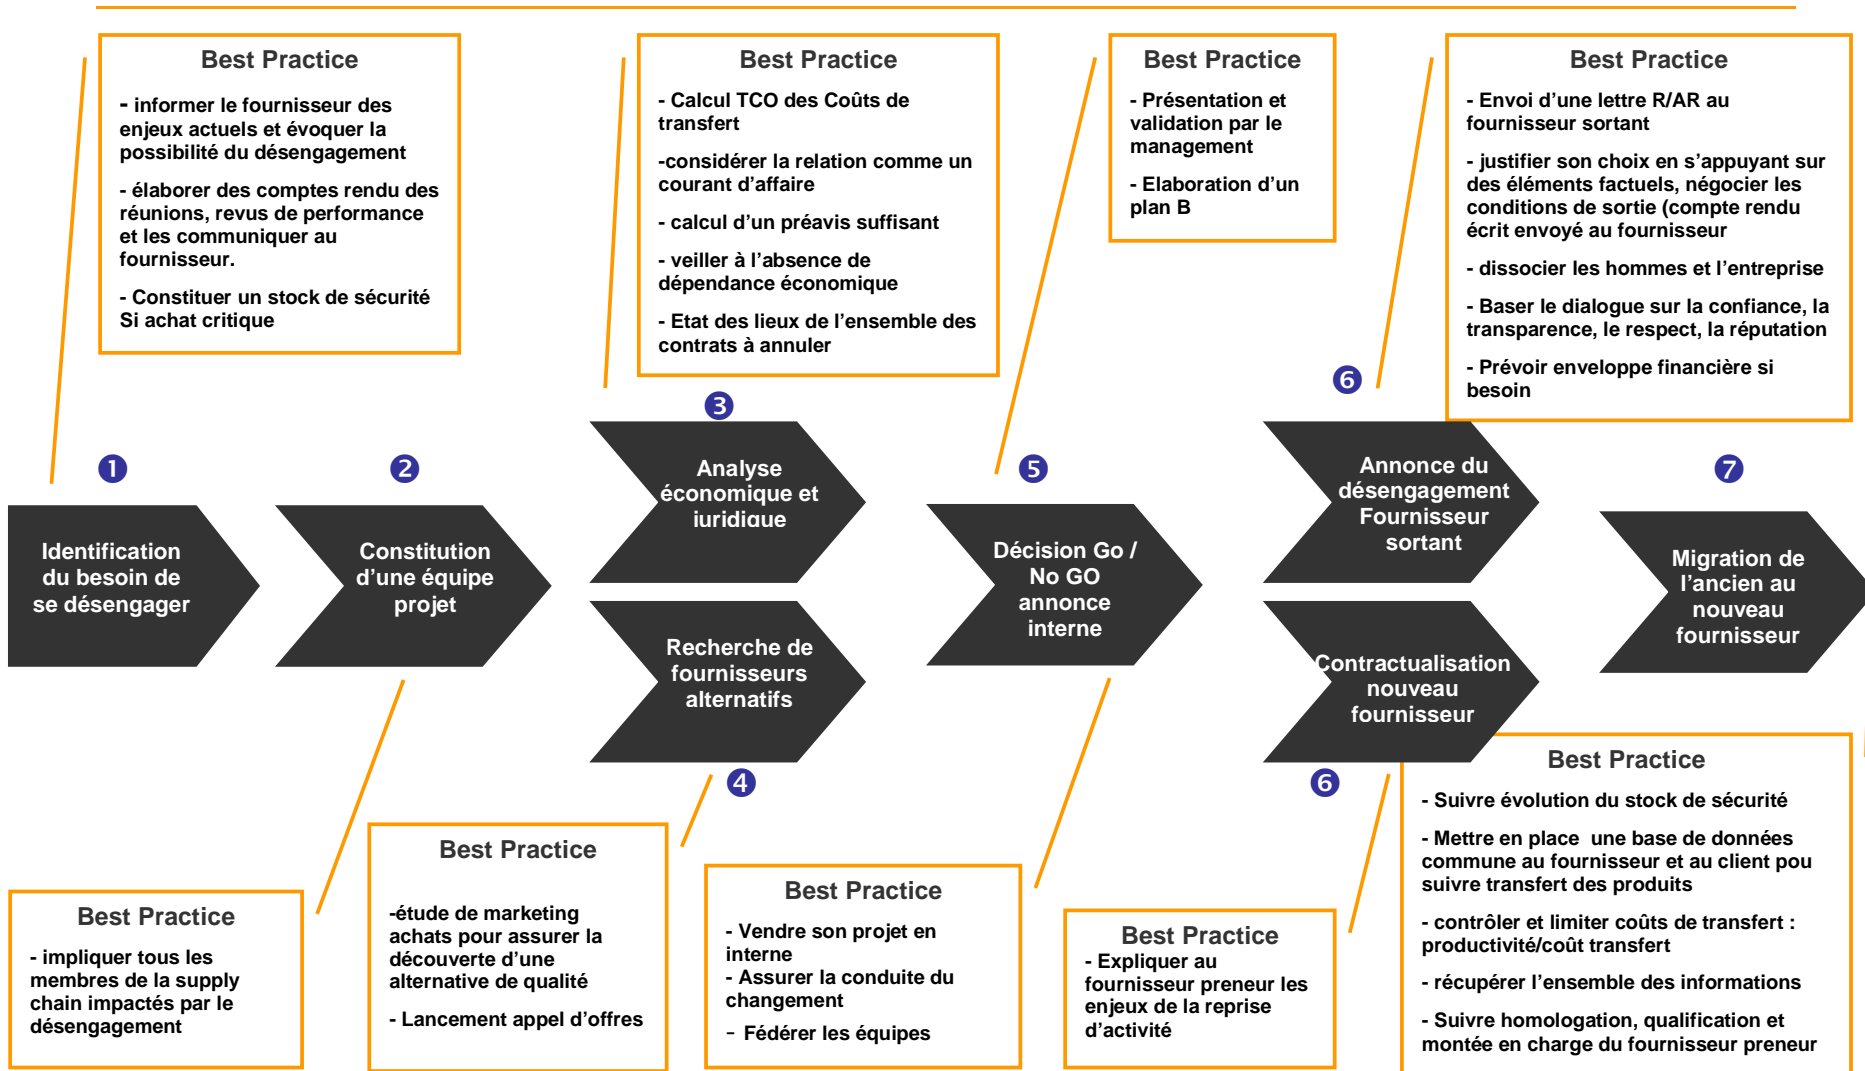 Best Practice
- informer le fournisseur des
enjeux actuels et évoquer la
possibilité du désengagement
- élaborer des comptes rendu des
réunions, revus de performance
et les communiquer au
fournisseur.
- Constituer un stock de sécurité
Si achat critique
Best Practice
- Calcul TCO des Coûts de
transfert
-considérer la relation comme un
courant d’affaire
- calcul d’un préavis suffisant
- veiller à l’absence de
dépendance économique
- Etat des lieux de l’ensemble des
contrats à annuler
Best Practice
- Présentation et
validation par le
management
- Elaboration d’un
plan B
Best Practice
- Envoi d’une lettre R/AR au
fournisseur sortant
- justifier son choix en s’appuyant sur
des éléments factuels, négocier les
conditions de sortie (compte rendu
écrit envoyé au fournisseur
- dissocier les hommes et l’entreprise
- Baser le dialogue sur la confiance, la
transparence, le respect, la réputation
- Prévoir enveloppe financière si
besoin
❶
Identification
du besoin de
se désengager
❷
Constitution
d’une équipe
projet
❸
Analyse
économique et
juridique
Recherche de
fournisseurs
alternatifs
❹
❺
Décision Go /
No GO
annonce
interne
❻
Annonce du
désengagement
Fournisseur
sortant
Contractualisation
nouveau
fournisseur
❻
❼
Migration de
l’ancien au
nouveau
fournisseur
Best Practice
- impliquer tous les
membres de la supply
chain impactés par le
désengagement
Best Practice
-étude de marketing
achats pour assurer la
découverte d’une
alternative de qualité
- Lancement appel d’offres
Best Practice
- Vendre son projet en
interne
- Assurer la conduite du
changement
- Fédérer les équipes
Best Practice
- Expliquer au
fournisseur preneur les
enjeux de la reprise
d’activité
Best Practice
- Suivre évolution du stock de sécurité
- Mettre en place une base de données
commune au fournisseur et au client pou
suivre transfert des produits
- contrôler et limiter coûts de transfert :
productivité/coût transfert
- récupérer l’ensemble des informations
- Suivre homologation, qualification et
montée en charge du fournisseur preneur